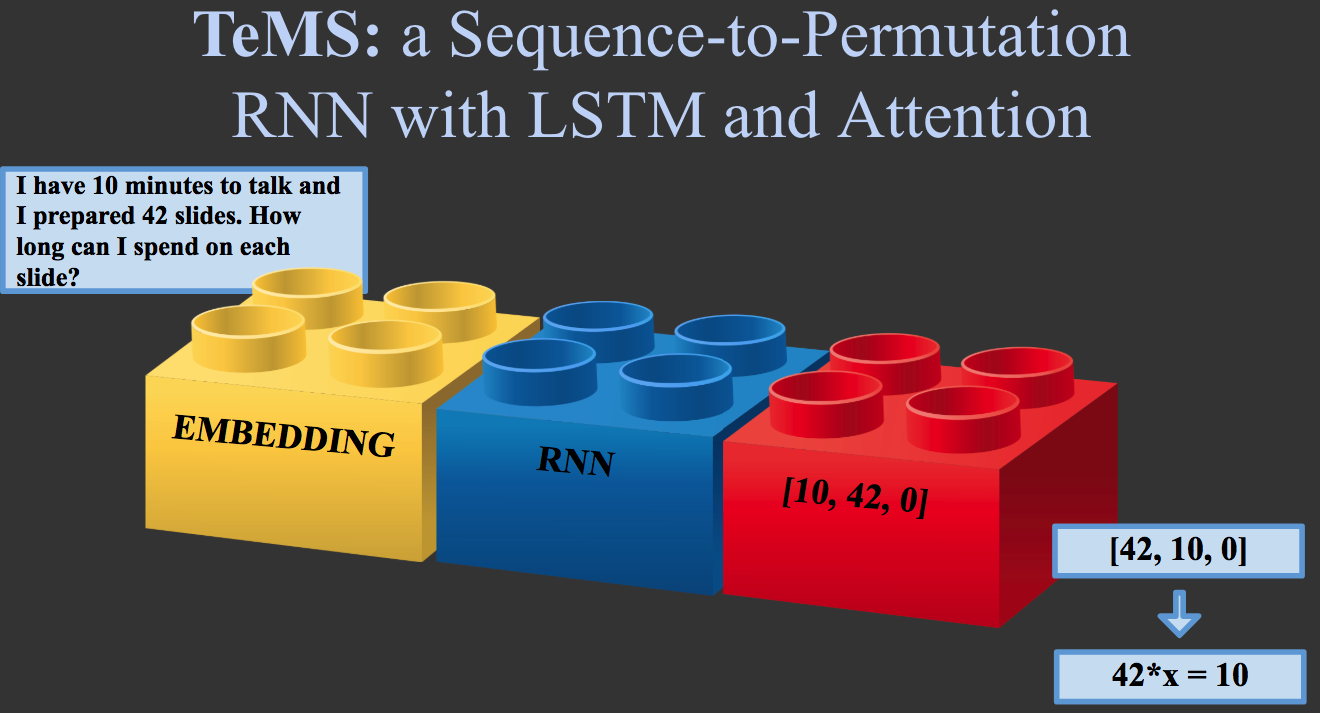 TeMS: a Sequence-to-Permutation
RNN with LSTM and Attention
I have 10 minutes to talk and
I prepared 42 slides. How
long can I spend on each
slide?
EMBEDDING
RNN
[10, 42, 0]
[42, 10, 0]
42*x = 10